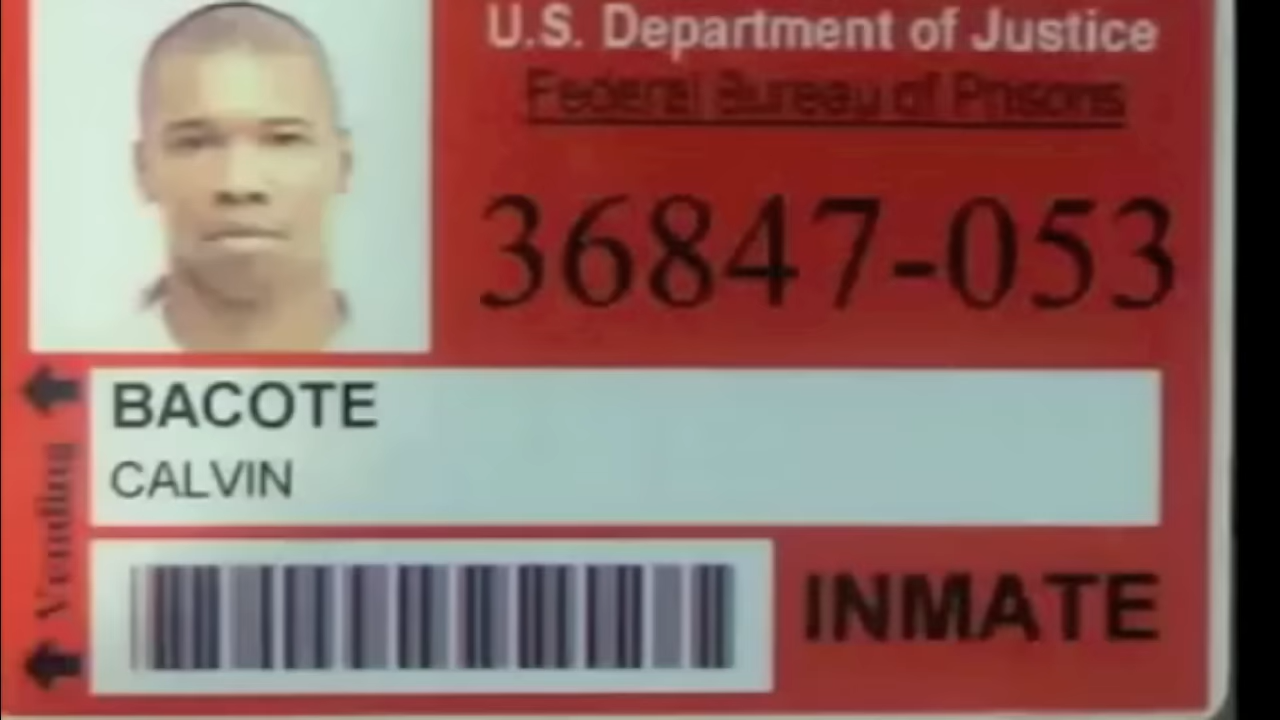 U.S. Department of Justice
Federal Bureau of Prisons
36847-053
BACOTE
CALVIN
Vending
INMATE